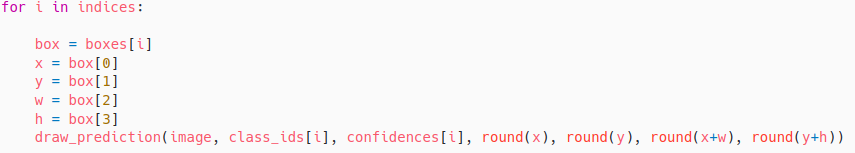 for i in indices:
    box = boxes[i]
    x = box[0]
    y = box[1]
    w = box[2]
    h = box[3]
    draw_prediction(image, class_ids[i], confidences[i], round(x), round(y), round(x+w), round(y+h))